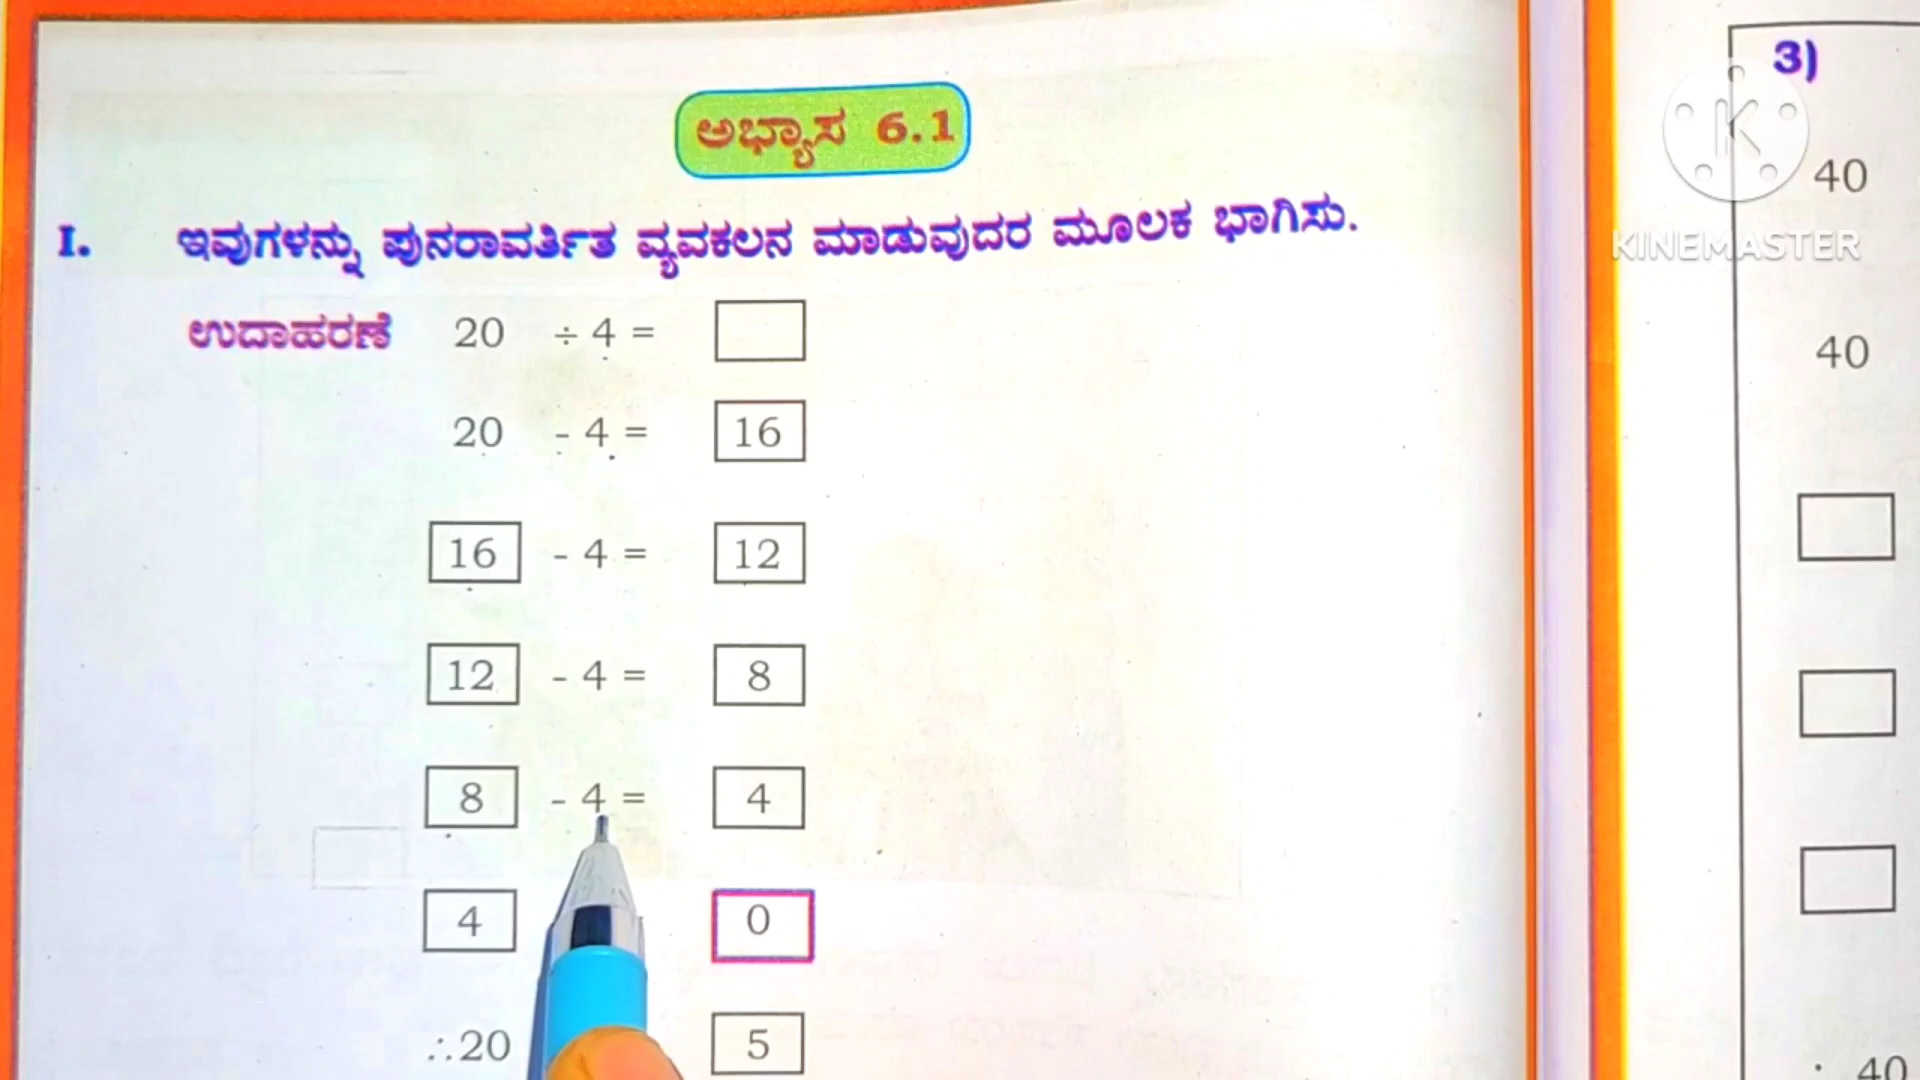 ಅಭ್ಯಾಸ 6.1
I. ಇವುಗಳನ್ನು ಪುನರಾವರ್ತಿತ ವ್ಯವಕಲನ ಮಾಡುವುದರ ಮೂಲಕ ಭಾಗಿಸು.
ಉದಾಹರಣೆ 20 ÷ 4 =
20 - 4 = 16
16 - 4 = 12
12 - 4 = 8
8 - 4 = 4
4 0
∴20 5
3)
40
KINEMASTER
40
40